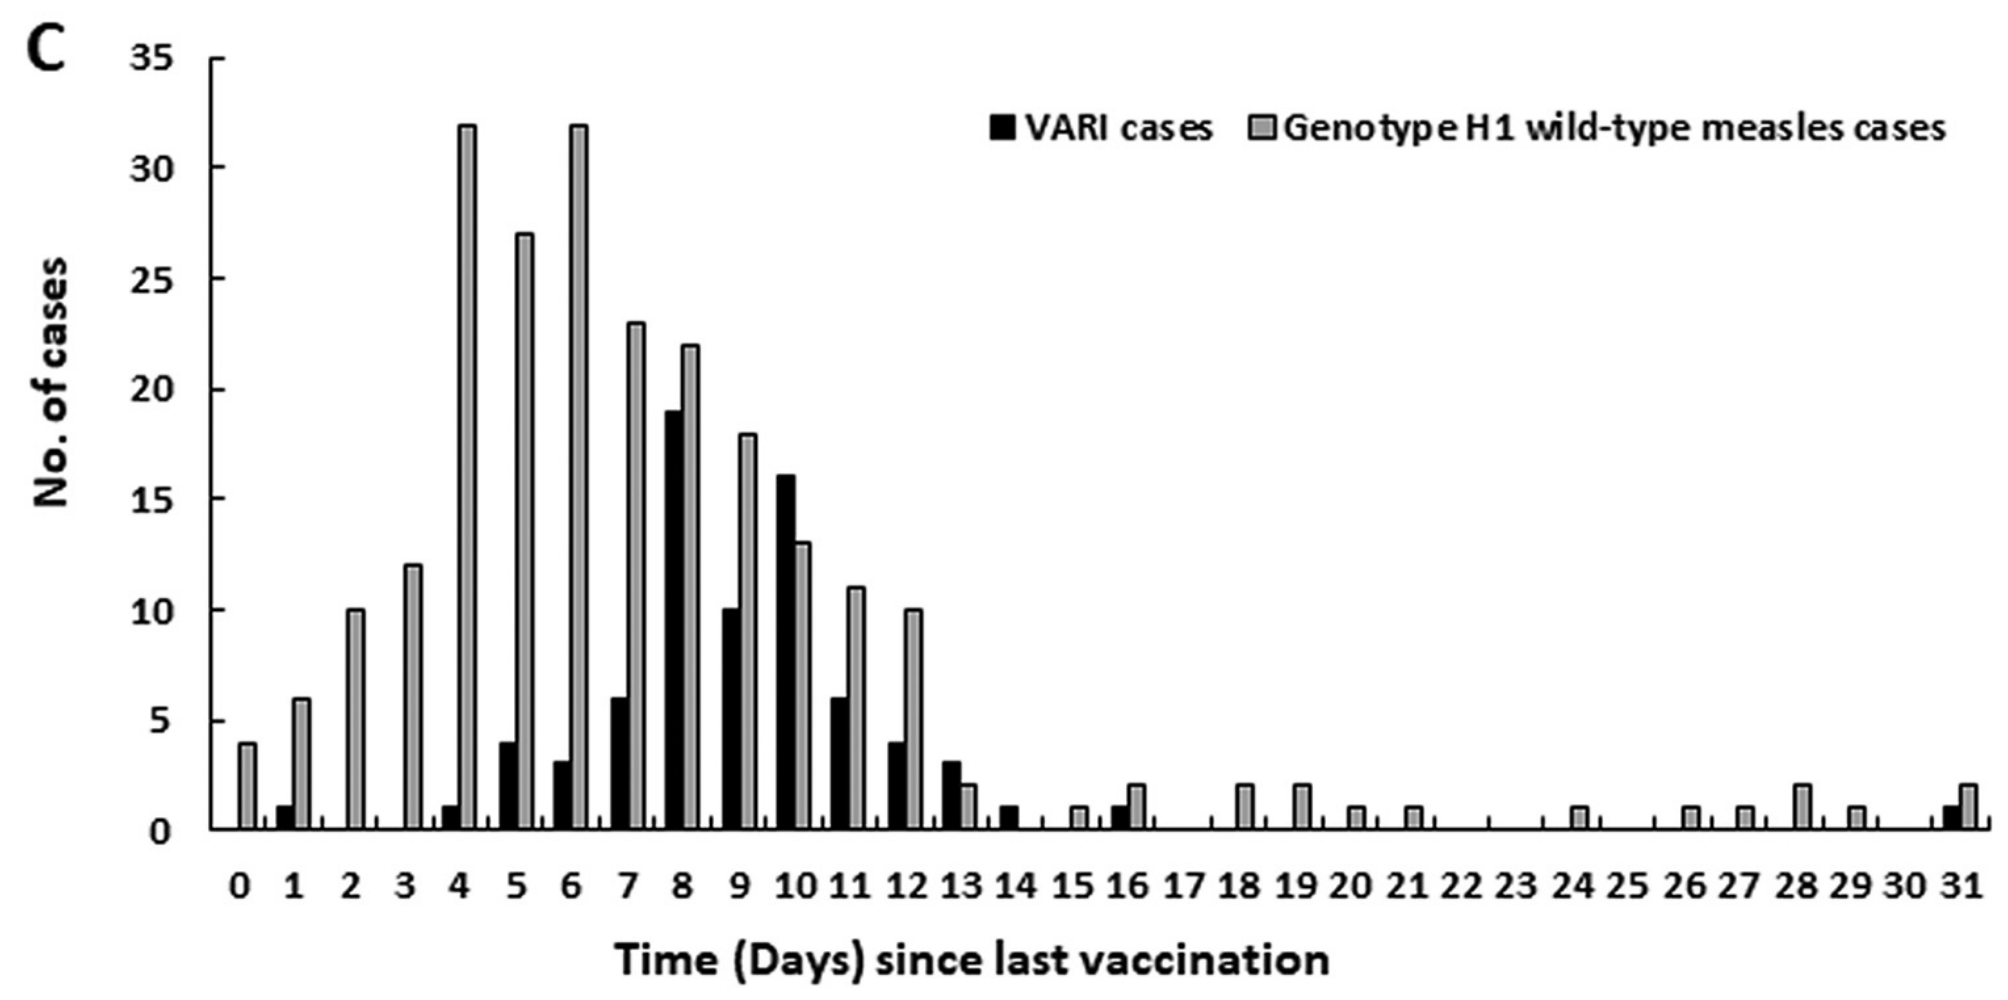 C
35
30
25
20
15
10
5
0
No. of cases
VARI cases Genotype H1 wild-type measles cases
0 1 2 3 4 5 6 7 8 9 10 11 12 13 14 15 16 17 18 19 20 21 22 23 24 25 26 27 28 29 30 31
Time (Days) since last vaccination